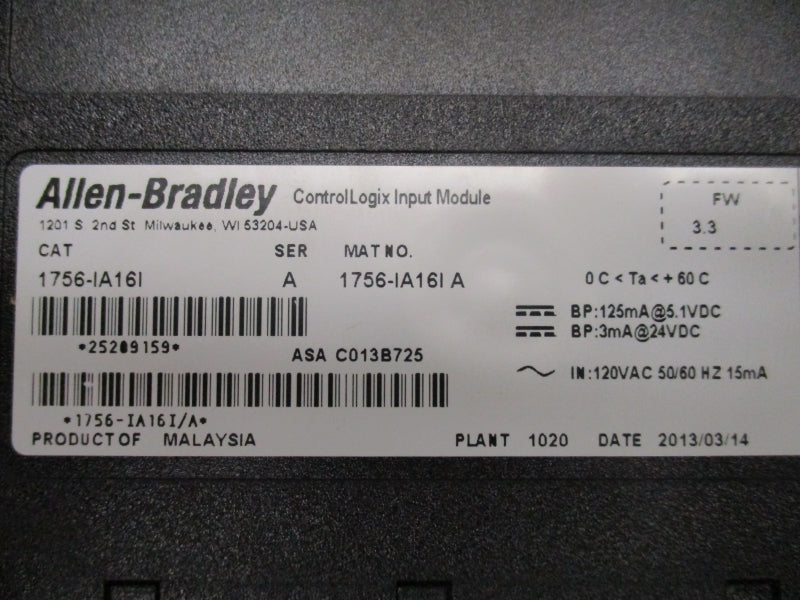 Allen-Bradley ControlLogix Input Module
FW
3.3
1201 S. 2nd St. Milwaukee, WI 53204-USA
CAT SER MAT NO.
1756-IA16I A 1756-IA16I A
0 C < Ta < + 60 C
BP:125mA@5.1VDC
BP:3mA@24VDC
*25209159*
ASA C013B725
IN:120VAC 50/60 HZ 15mA
*1756-IA16I/A*
PRODUCT OF MALAYSIA PLANT 1020 DATE 2013/03/14